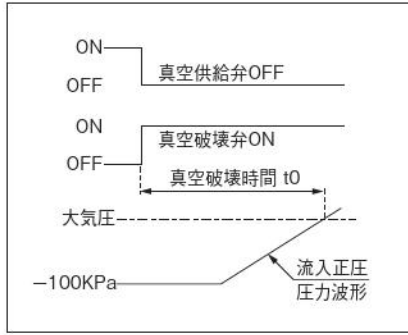 ON
真空供給弁OFF
OFF
ON
真空破壊弁ON
OFF
真空破壊時間 t0
大気圧
流入正圧
−100KPa
圧力波形